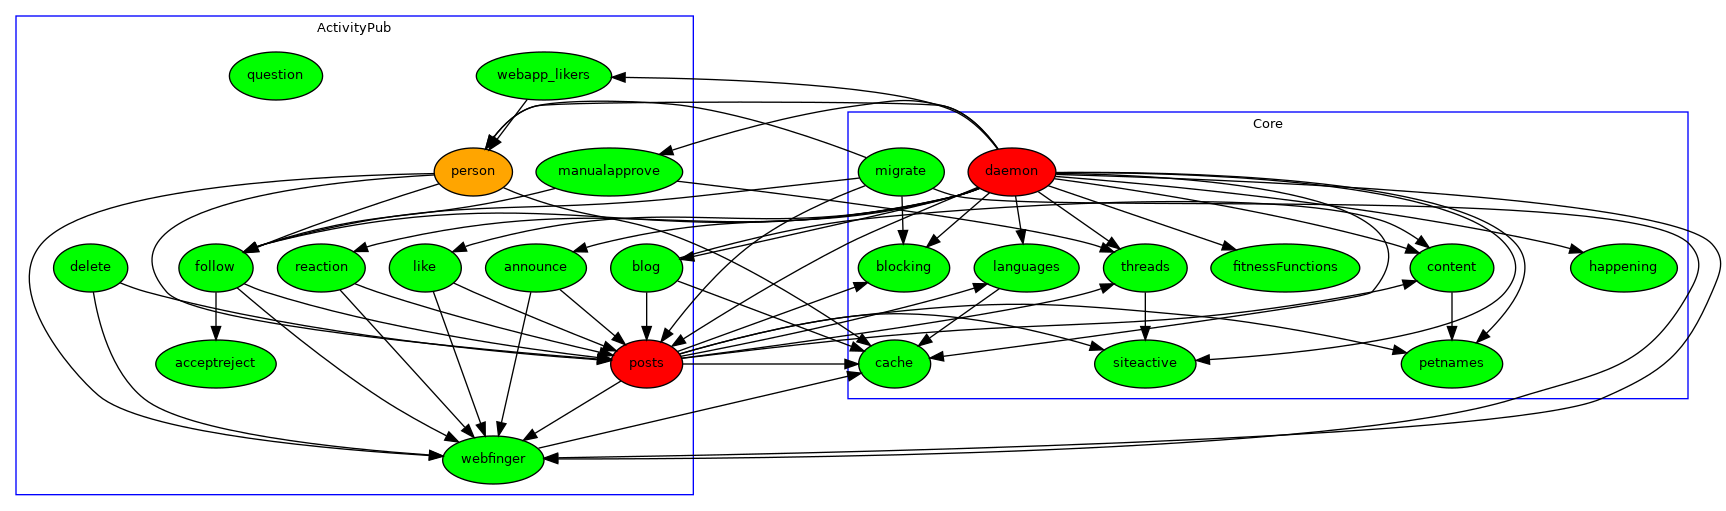 ActivityPub
question
webapp_likers
Core
person
manualapprove
migrate
daemon
delete
follow
reaction
like
announce
blog
blocking
languages
threads
fitnessFunctions
content
happening
acceptreject
posts
cache
siteactive
petnames
webfinger